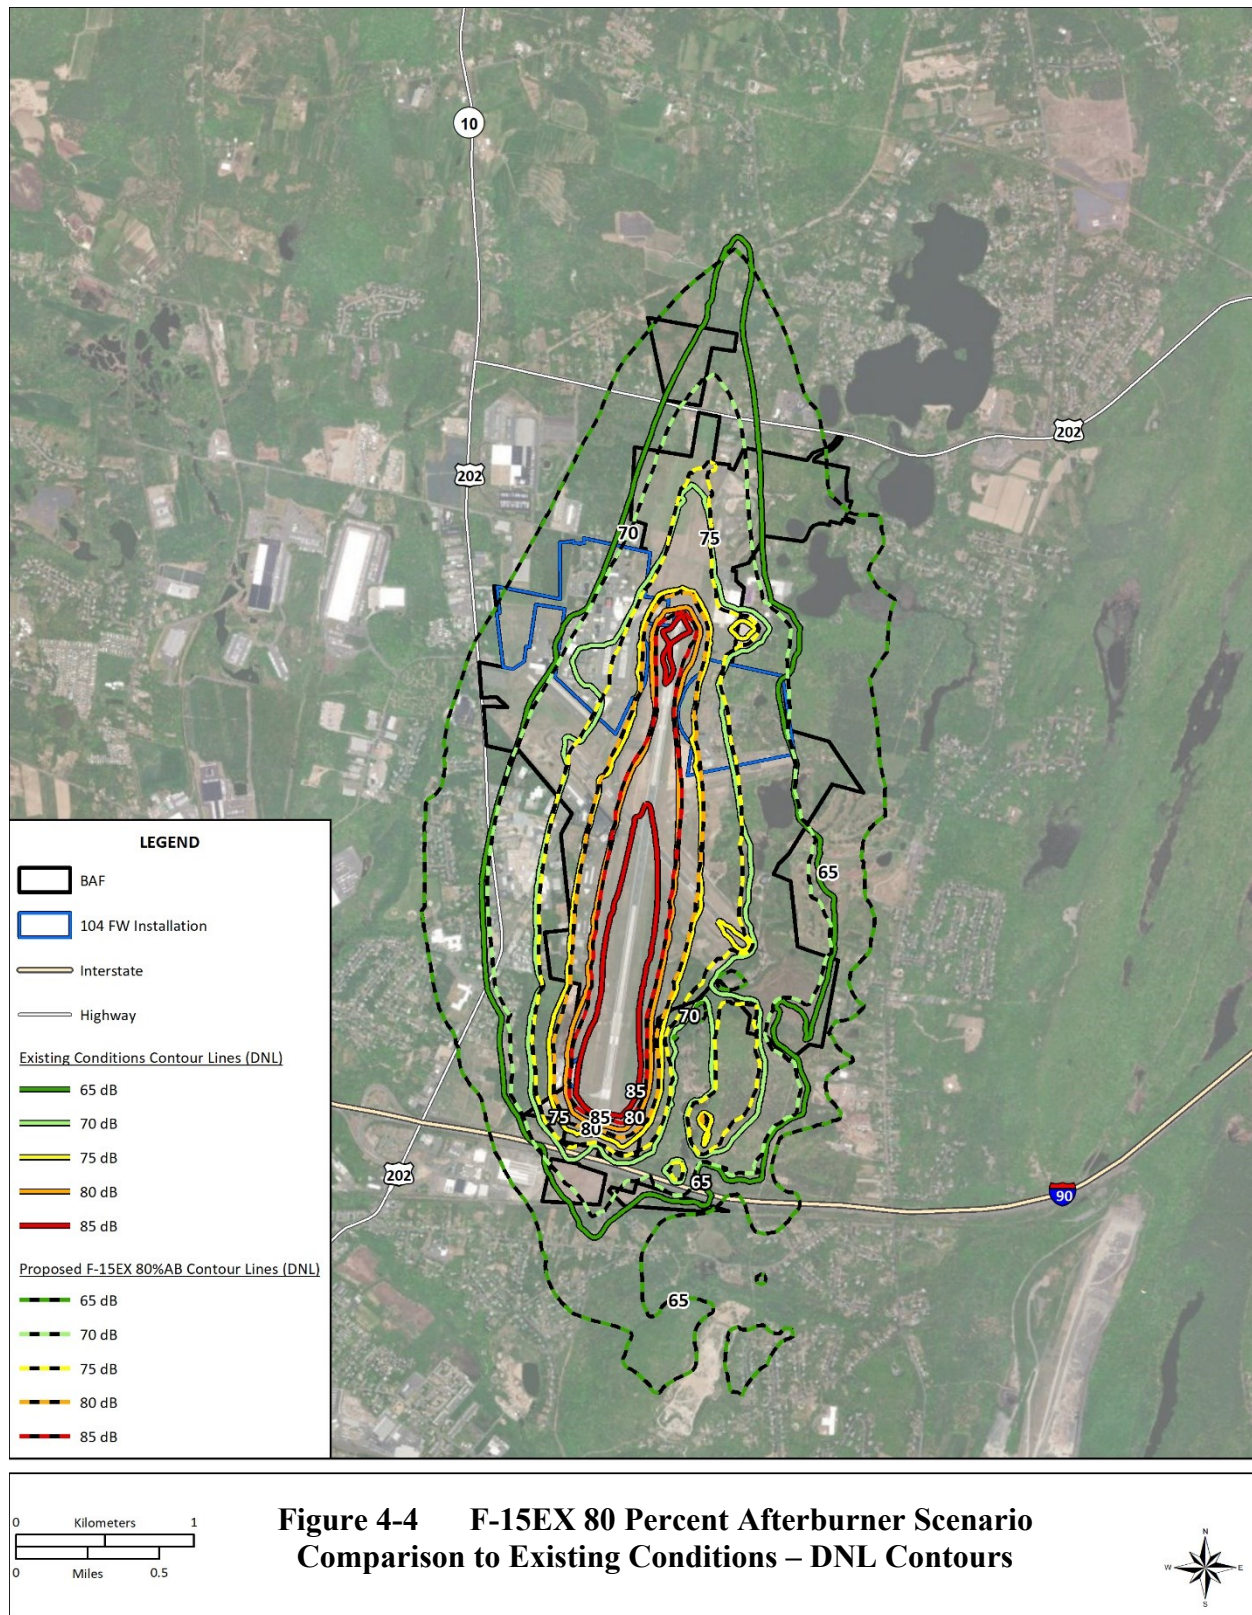 10
202
202
70
75
65
70
85
75
85
80
80
202
65
90
65
LEGEND
BAF
104 FW Installation
Interstate
Highway
Existing Conditions Contour Lines (DNL)
65 dB
70 dB
75 dB
80 dB
85 dB
Proposed F-15EX 80%AB Contour Lines (DNL)
65 dB
70 dB
75 dB
80 dB
85 dB
0 Kilometers 1
0 Miles 0.5
Figure 4-4 F-15EX 80 Percent Afterburner Scenario
Comparison to Existing Conditions – DNL Contours
N
W E
S